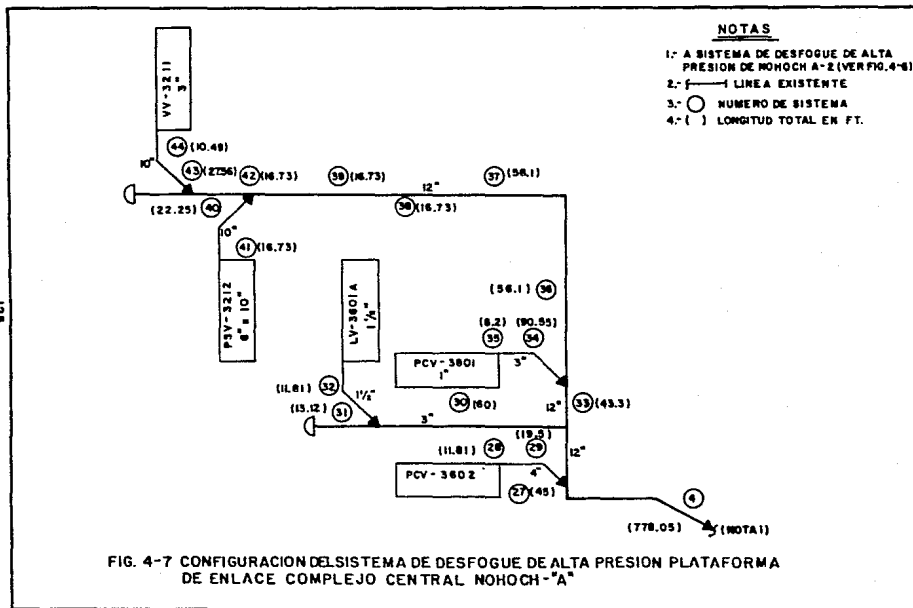 NOTAS
1.- A SISTEMA DE DESFOGUE DE ALTA
PRESION DE NOHOCH A-2 (VER FIG. 4-6)
2.- LINEA EXISTENTE
3.- NUMERO DE SISTEMA
4.- ( ) LONGITUD TOTAL EN FT.
VV-3211
3"
44 (10.49)
10"
43 (27.56)
42 (16.73)
39 (16.73)
37 (56.1)
12"
(22.25) 40
38 (16.73)
10"
41 (16.73)
PSV-3212
6" x 10"
LV-3601A
1 1/2"
(56.1) 36
(8.2) (90.55)
35 34
PCV-3801
1"
3"
(11.81) 32
1 1/2"
(13.12) 31
30 (60)
12"
33 (43.3)
3"
(19.5)
(11.81) 28 29
12"
PCV-3602
4"
27 (45)
4
(778.05)
(NOTA 1)
FIG. 4-7 CONFIGURACION DEL SISTEMA DE DESFOGUE DE ALTA PRESION PLATAFORMA
DE ENLACE COMPLEJO CENTRAL NOHOCH-"A"